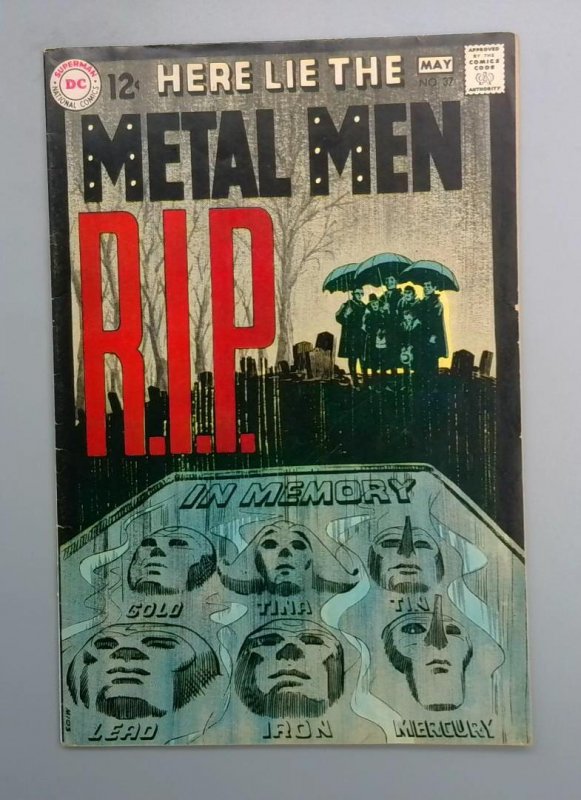 SUPERMAN
DC
NATIONAL COMICS
12¢
HERE LIE THE
MAY
NO. 37
APPROVED
BY THE
COMICS
CODE
AUTHORITY
METAL MEN
R.I.P.
IN MEMORY
GOLD TINA TIN
LEAD IRON MERCURY